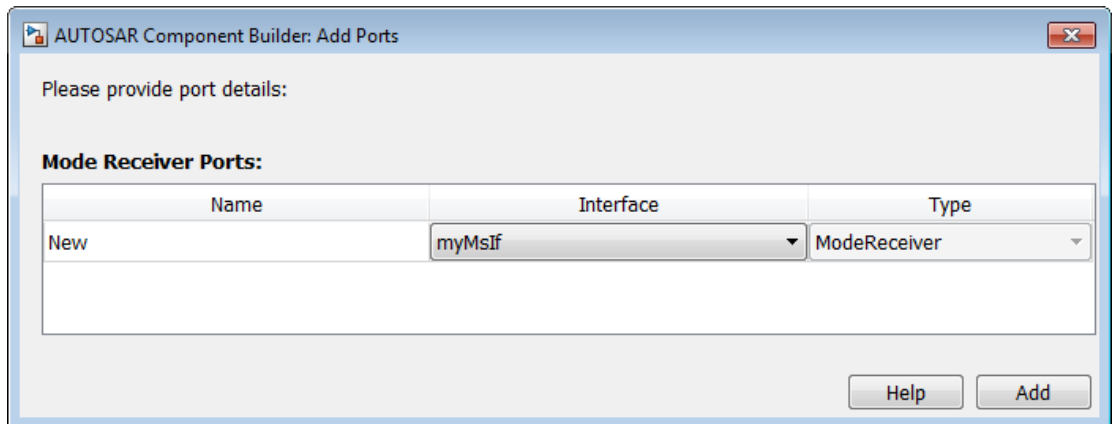 AUTOSAR Component Builder: Add Ports
Please provide port details:
Mode Receiver Ports:
Name Interface Type
New myMsIf ModeReceiver
Help Add